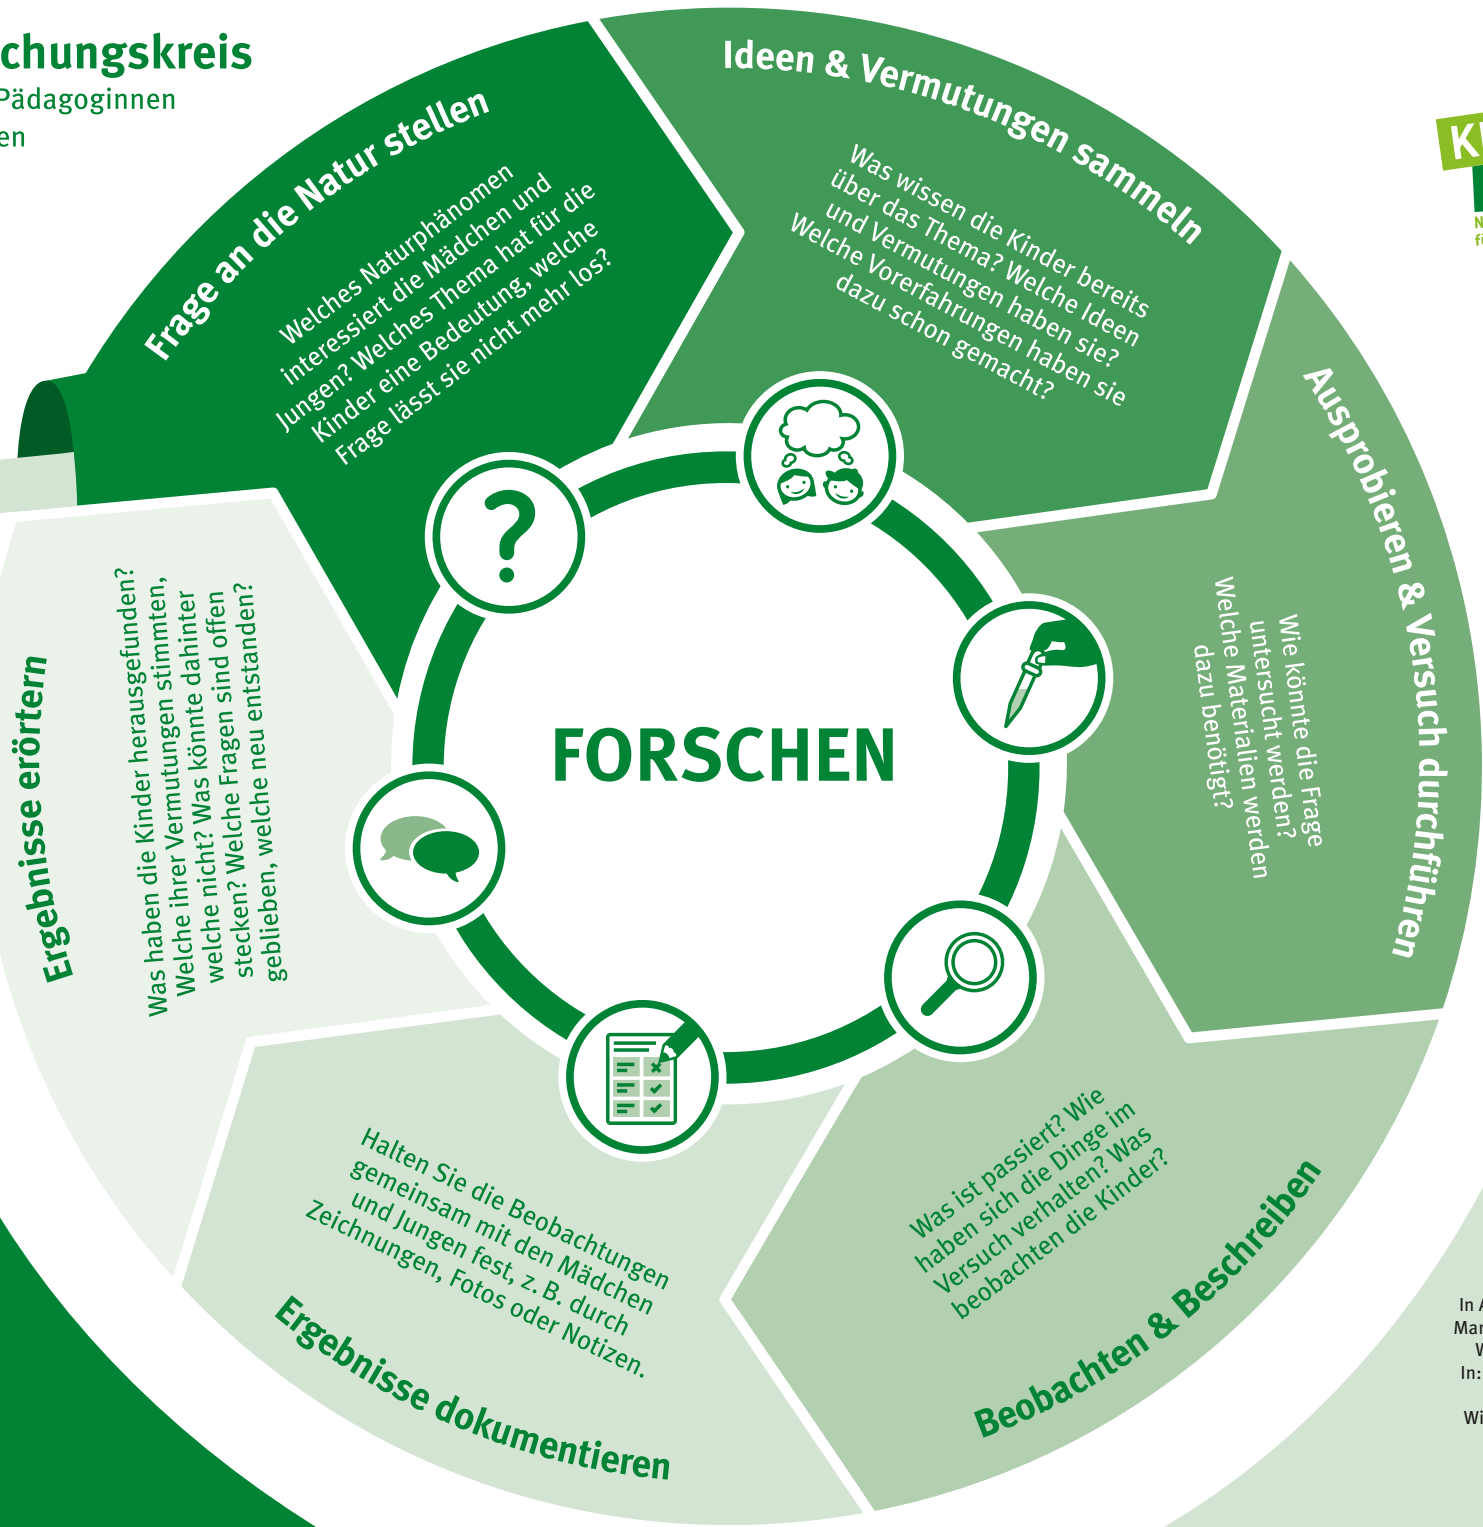 chungskreis
Pädagoginnen
en
Frage an die Natur stellen
Welches Naturphänomen
interessiert die Mädchen und
Jungen? Welches Thema hat für die
Kinder eine Bedeutung, welche
Frage lässt sie nicht mehr los?
Ideen & Vermutungen sammeln
Was wissen die Kinder bereits
über das Thema? Welche Ideen
und Vermutungen haben sie?
Welche Vorerfahrungen haben sie
dazu schon gemacht?
Ausprobieren & Versuch durchführen
Wie könnte die Frage
untersucht werden?
Welche Materialien werden
dazu benötigt?
Beobachten & Beschreiben
Was ist passiert? Wie
haben sich die Dinge im
Versuch verhalten? Was
beobachten die Kinder?
Ergebnisse dokumentieren
Halten Sie die Beobachtungen
gemeinsam mit den Mädchen
und Jungen fest, z. B. durch
Zeichnungen, Fotos oder Notizen.
Ergebnisse erörtern
Was haben die Kinder herausgefunden?
Welche ihrer Vermutungen stimmten,
welche nicht? Was könnte dahinter
stecken? Welche Fragen sind offen
geblieben, welche neu entstanden?
?
FORSCHEN
K
N
fü
In A
Mar
W
In:
Wi